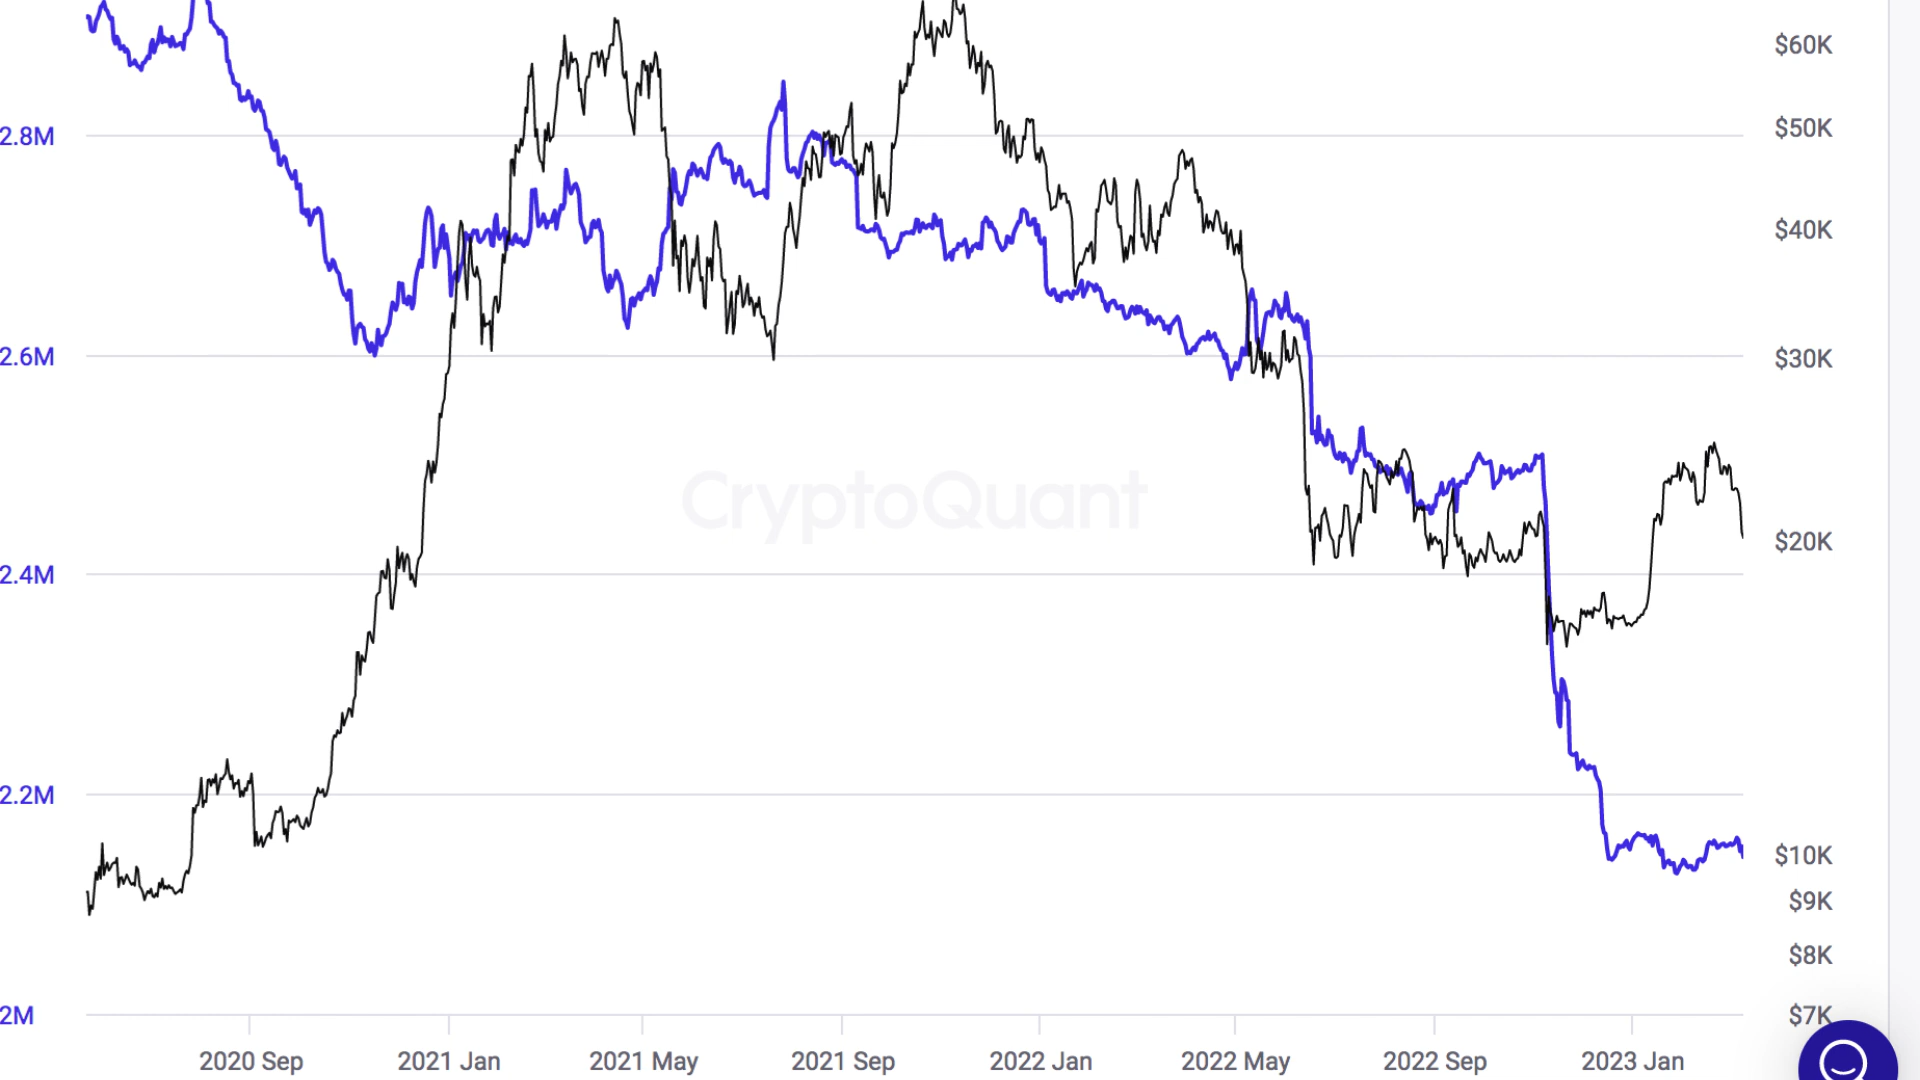 $60K
2.8M
$50K
$40K
2.6M
$30K
CryptoQuant
$20K
2.4M
2.2M
$10K
$9K
$8K
2M
$7K
2020 Sep
2021 Jan
2021 May
2021 Sep
2022 Jan
2022 May
2022 Sep
2023 Jan